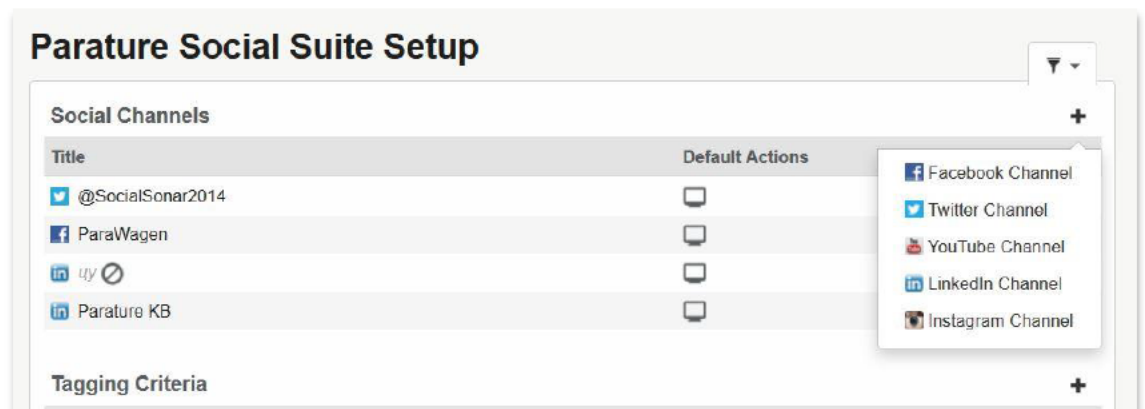 Parature Social Suite Setup
Social Channels
Title Default Actions
@SocialSonar2014
ParaWagen
Parature KB
Facebook Channel
Twitter Channel
YouTube Channel
LinkedIn Channel
Instagram Channel
Tagging Criteria